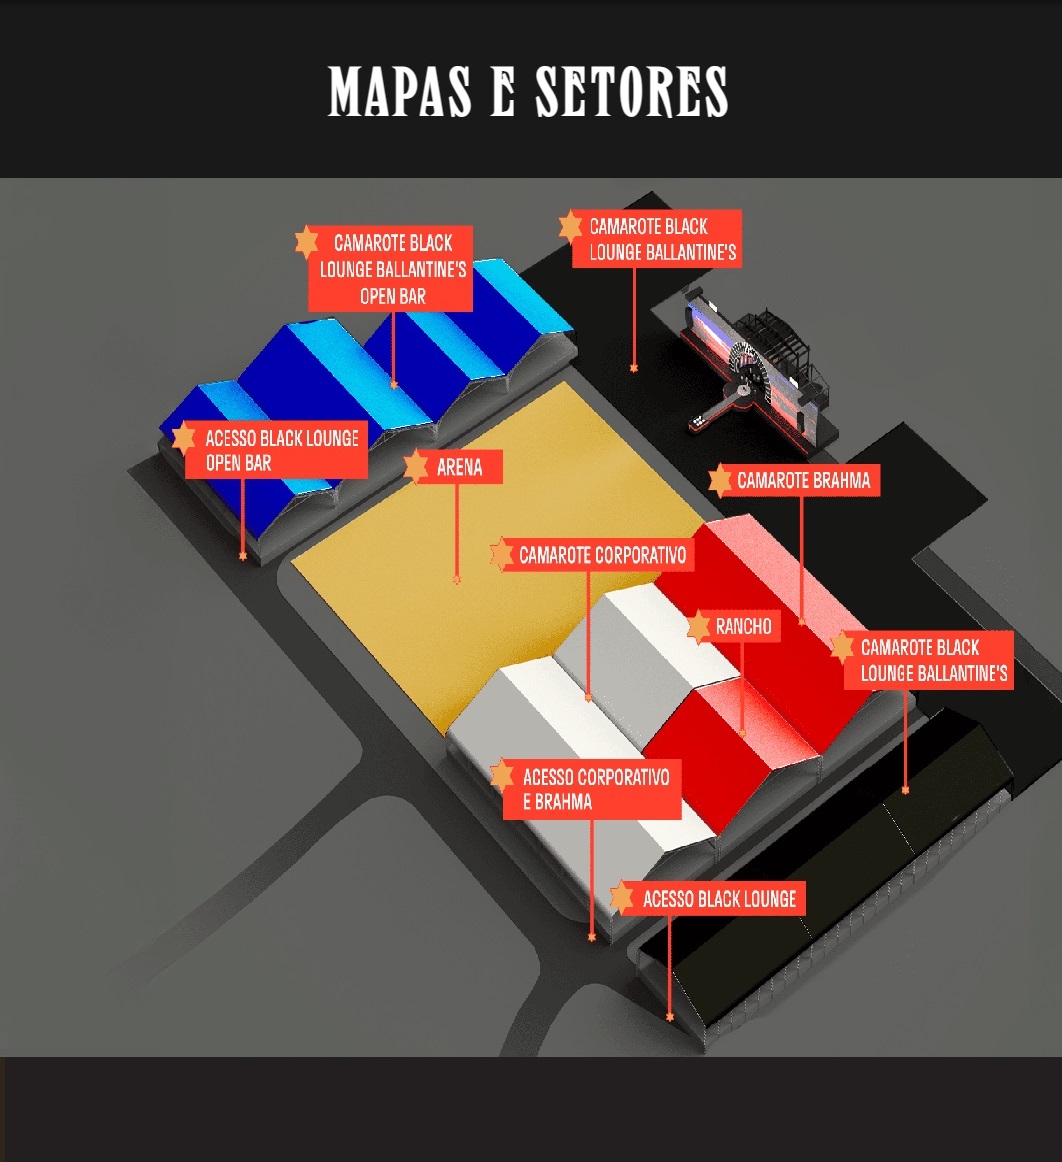 MAPAS E SETORES
CAMAROTE BLACK
LOUNGE BALLANTINE'S
CAMAROTE BLACK
LOUNGE BALLANTINE'S
OPEN BAR
ACESSO BLACK LOUNGE
OPEN BAR
ARENA
CAMAROTE BRAHMA
CAMAROTE CORPORATIVO
RANCHO
CAMAROTE BLACK
LOUNGE BALLANTINE'S
ACESSO CORPORATIVO
E BRAHMA
ACESSO BLACK LOUNGE